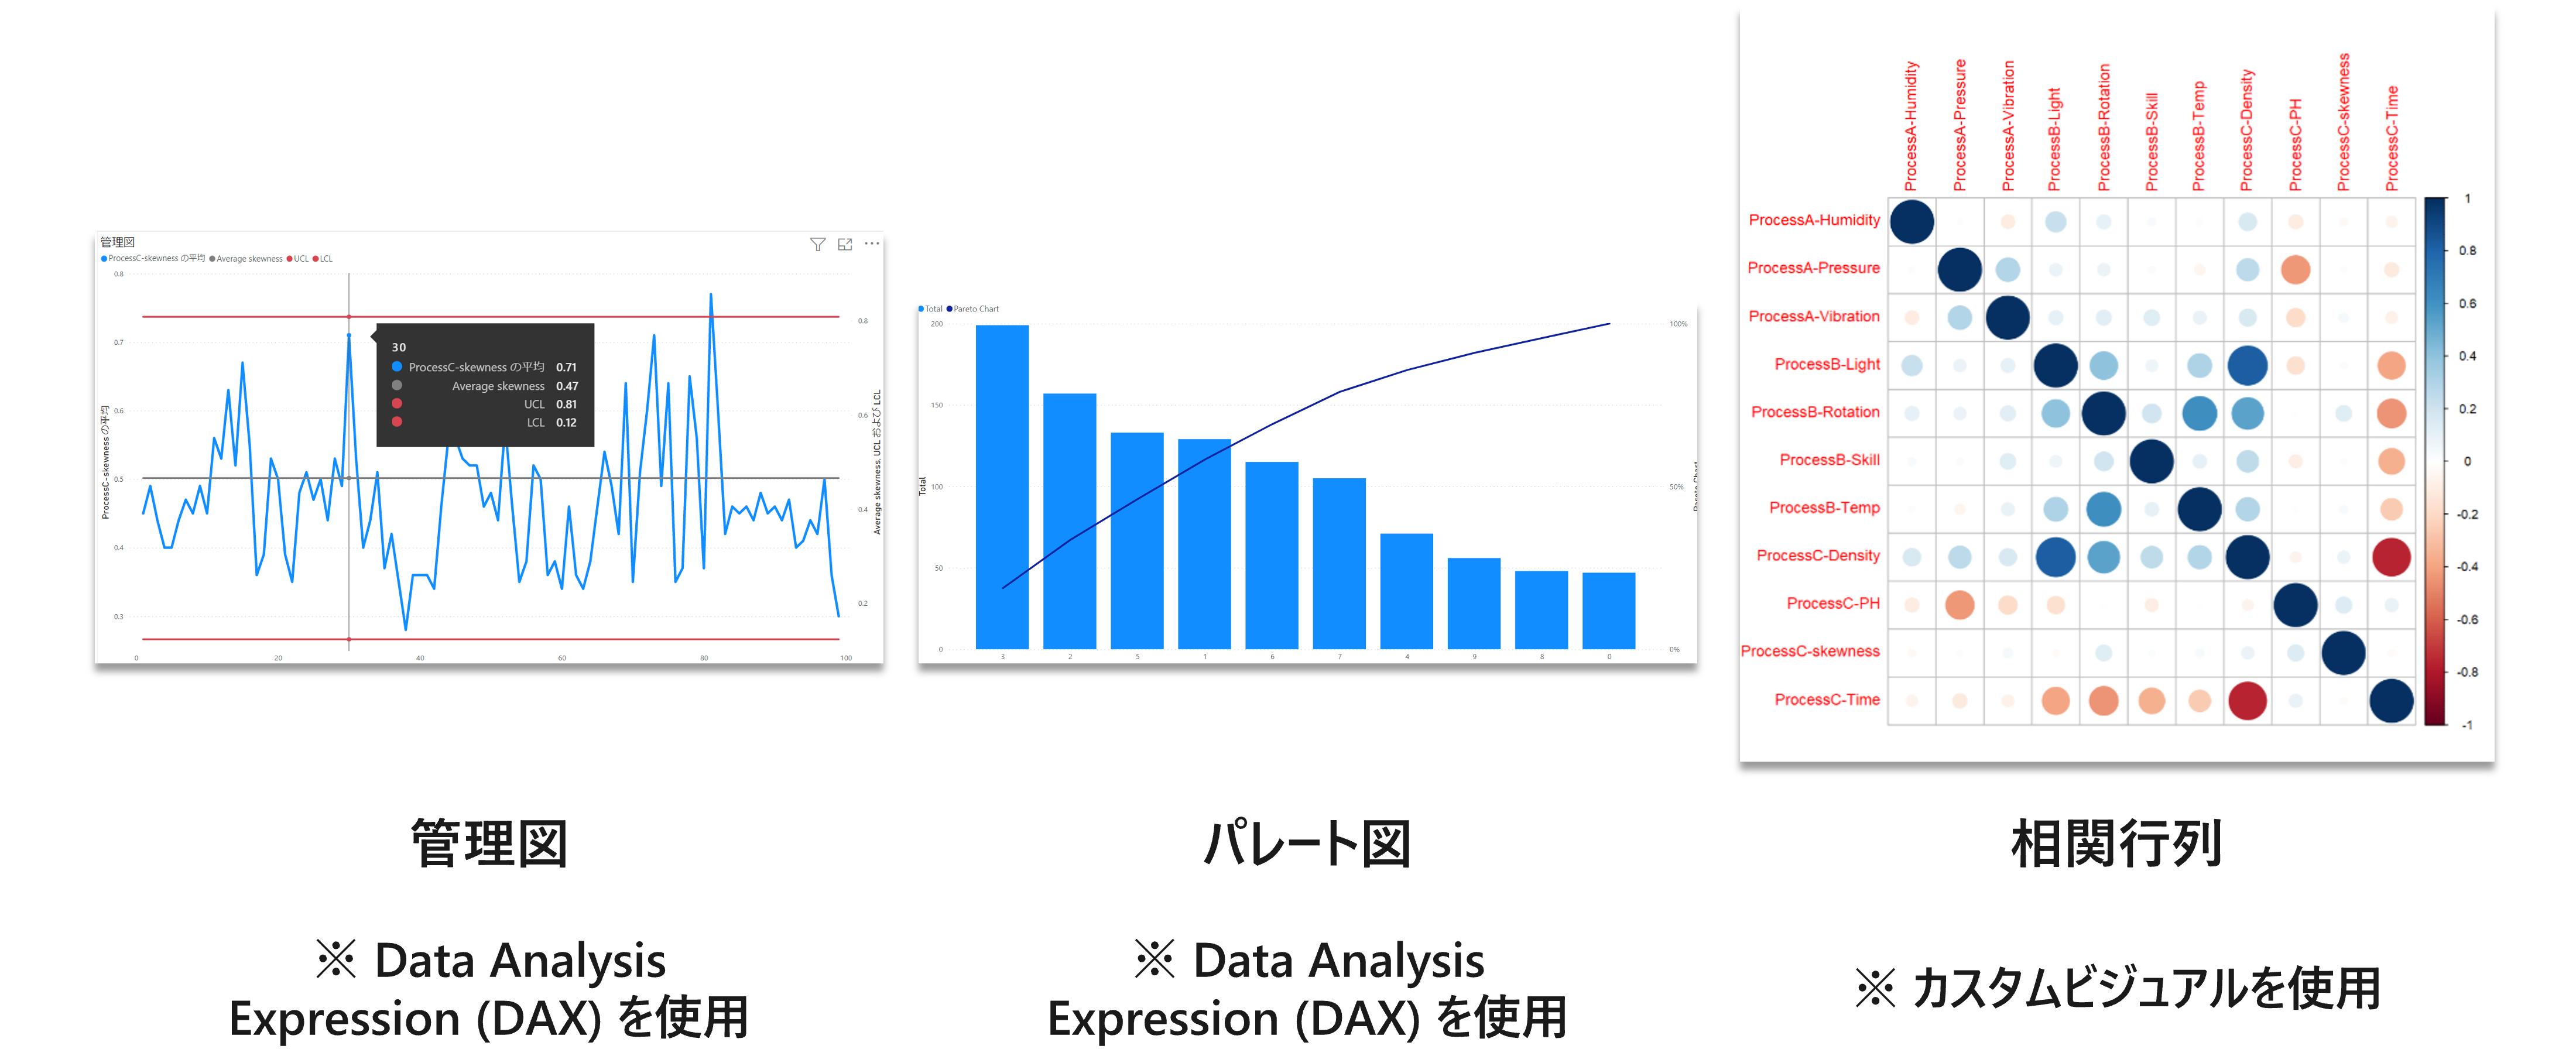 管理図
ProcessC-skewness の平均 Average skewness UCL LCL
0.8
0.7
0.6
0.5
0.4
0.3
ProcessC-skewness の平均
0.8
0.6
0.4
0.2
Average skewness, UCL および LCL
0 20 40 60 80 100
30
ProcessC-skewness の平均 0.71
Average skewness 0.47
UCL 0.81
LCL 0.12
Total Pareto Chart
200
150
100
50
0
Total
100%
50%
0%
Pareto Chart
3 2 5 1 6 7 4 9 8 0
ProcessA-Humidity
ProcessA-Pressure
ProcessA-Vibration
ProcessB-Light
ProcessB-Rotation
ProcessB-Skill
ProcessB-Temp
ProcessC-Density
ProcessC-PH
ProcessC-skewness
ProcessC-Time
ProcessA-Humidity
ProcessA-Pressure
ProcessA-Vibration
ProcessB-Light
ProcessB-Rotation
ProcessB-Skill
ProcessB-Temp
ProcessC-Density
ProcessC-PH
ProcessC-skewness
ProcessC-Time
1
0.8
0.6
0.4
0.2
0
-0.2
-0.4
-0.6
-0.8
-1
管理図
※ Data Analysis
Expression (DAX) を使用
パレート図
※ Data Analysis
Expression (DAX) を使用
相関行列
※ カスタムビジュアルを使用